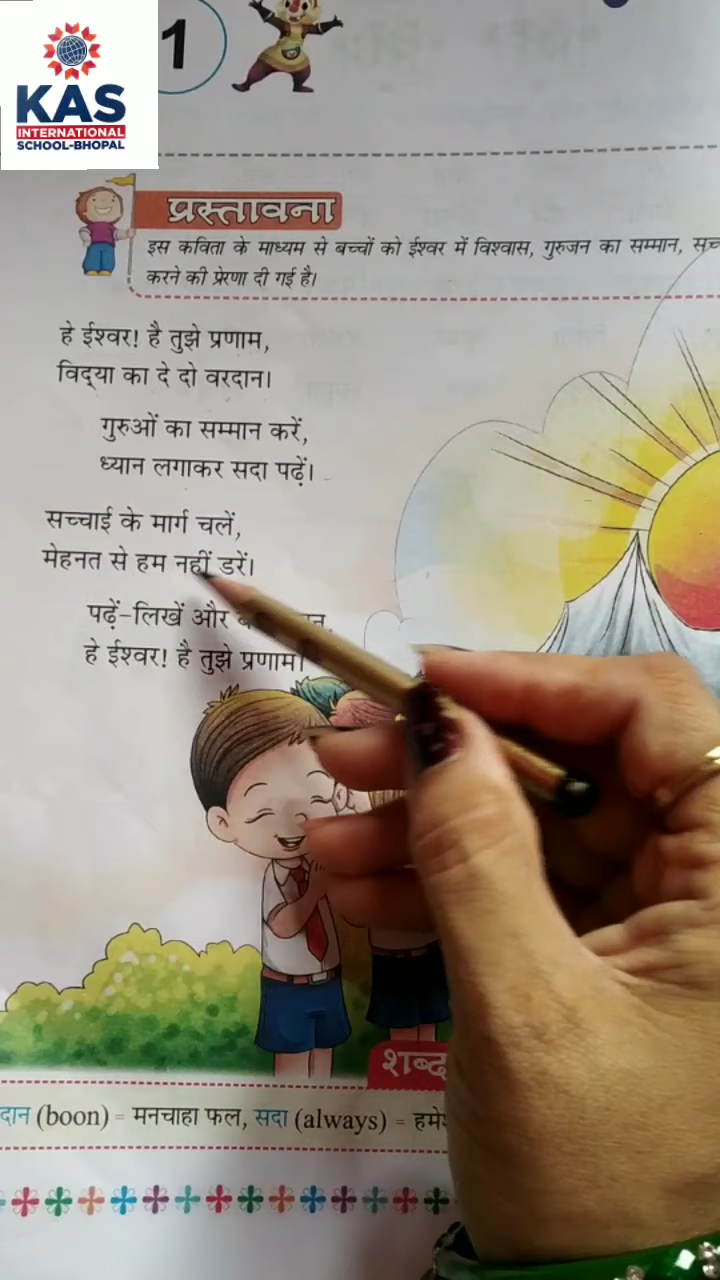 KAS
INTERNATIONAL
SCHOOL-BHOPAL
1
प्रस्तावना
इस कविता के माध्यम से बच्चों को ईश्वर में विश्वास, गुरुजन का सम्मान,
करने की प्रेरणा दी गई है।
हे ईश्वर! है तुझे प्रणाम,
विद्‌या का दे दो वरदान।
गुरुओं का सम्मान करें,
ध्यान लगाकर सदा पढ़ें।
सच्चाई के मार्ग चलें,
मेहनत से हम नहीं डरें।
पढ़ें-लिखें और
हे ईश्वर! है तुझे प्रणाम।
शब्द
दान (boon) = मनचाहा फल, सदा (always) =